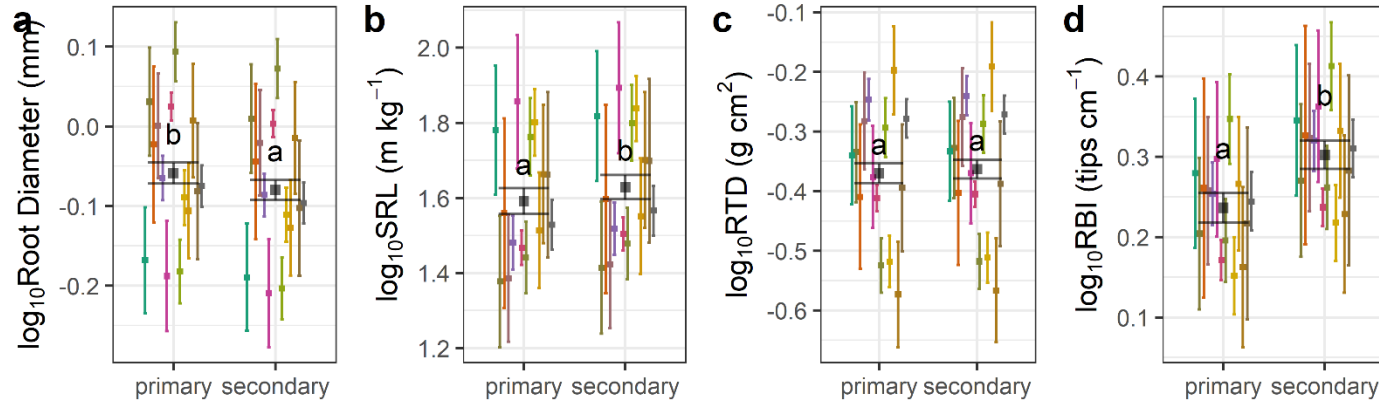 a
log₁₀Root Diameter (mm)
0.1
0.0
-0.1
-0.2
b
a
primary
secondary
b
log₁₀SRL (m kg⁻¹)
2.0
1.8
1.6
1.4
1.2
a
b
primary
secondary
c
log₁₀RTD (g cm²)
-0.1
-0.2
-0.3
-0.4
-0.5
-0.6
a
a
primary
secondary
d
log₁₀RBI (tips cm⁻¹)
0.4
0.3
0.2
0.1
a
b
primary
secondary